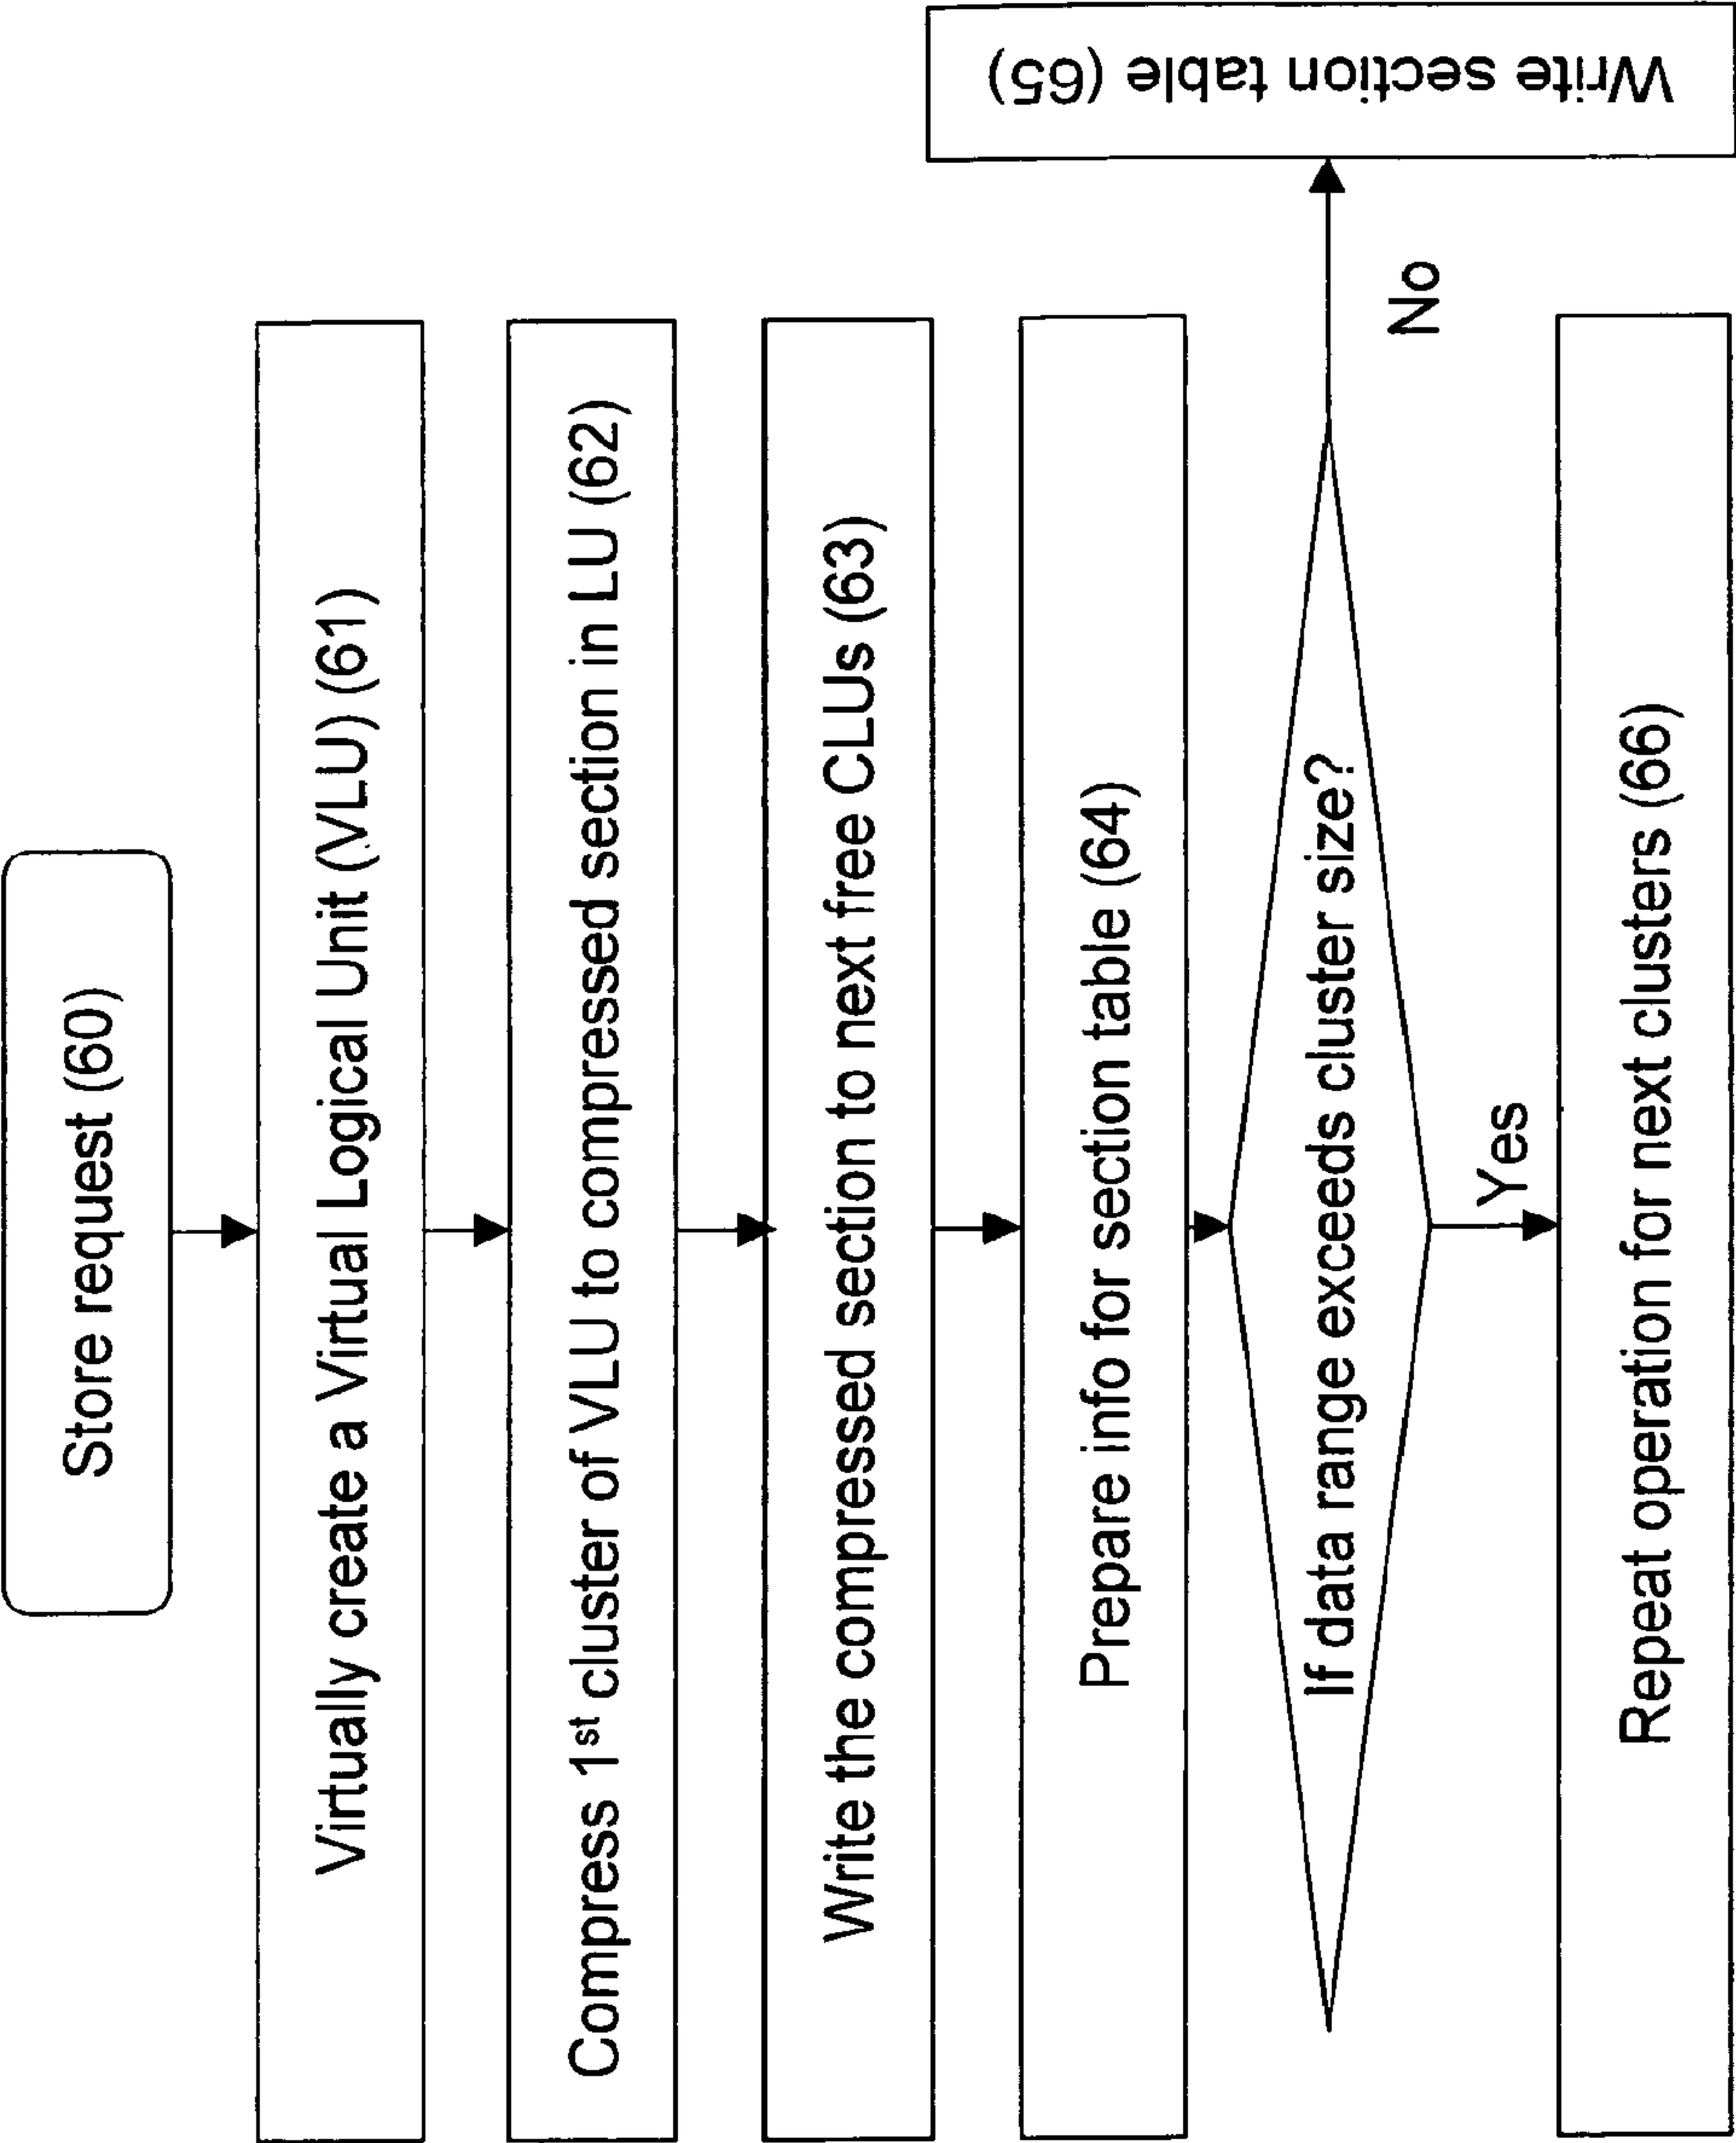 Store request (60)
Virtually create a Virtual Logical Unit (VLU) (61)
Compress 1st cluster of VLU to compressed section in LU (62)
Write the compressed section to next free CLUs (63)
Prepare info for section table (64)
If data range exceeds cluster size?
No
Write section table (65)
Yes
Repeat operation for next clusters (66)